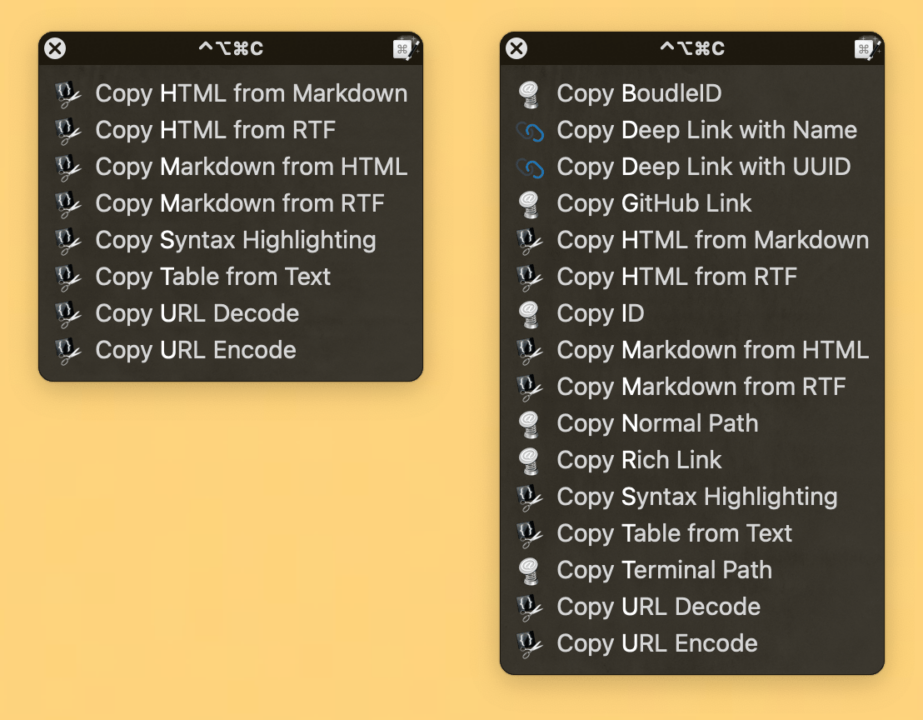 ⌃⌥⌘C
Copy HTML from Markdown
Copy HTML from RTF
Copy Markdown from HTML
Copy Markdown from RTF
Copy Syntax Highlighting
Copy Table from Text
Copy URL Decode
Copy URL Encode
⌃⌥⌘C
Copy BoudleID
Copy Deep Link with Name
Copy Deep Link with UUID
Copy GitHub Link
Copy HTML from Markdown
Copy HTML from RTF
Copy ID
Copy Markdown from HTML
Copy Markdown from RTF
Copy Normal Path
Copy Rich Link
Copy Syntax Highlighting
Copy Table from Text
Copy Terminal Path
Copy URL Decode
Copy URL Encode